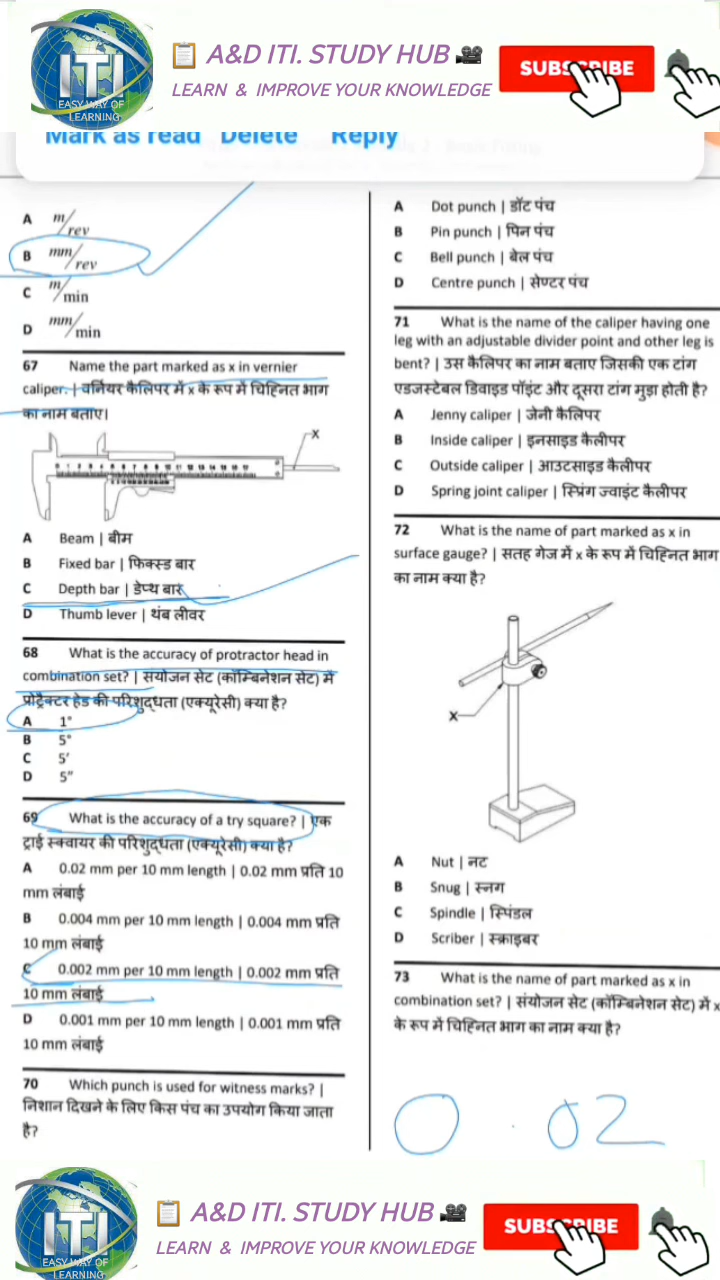 ITI
EASY WAY OF
LEARNING
A&D ITI. STUDY HUB
LEARN & IMPROVE YOUR KNOWLEDGE
SUBSCRIBE
Mark as read Delete Reply
A m/rev
B mm/rev
C m/min
D mm/min
67 Name the part marked as x in vernier
caliper. | वर्नियर कैलिपर में x के रूप में चिह्नित भाग
का नाम बताए।
X
A Beam | बीम
B Fixed bar | फिक्स्ड बार
C Depth bar | डेप्थ बार
D Thumb lever | थंब लीवर
68 What is the accuracy of protractor head in
combination set? | संयोजन सेट (कॉम्बिनेशन सेट) में
प्रोट्रैक्टर हेड की परिशुद्धता (एक्यूरेसी) क्या है?
A 1°
B 5°
C 5'
D 5"
69 What is the accuracy of a try square? | एक
ट्राई स्क्वायर की परिशुद्धता (एक्यूरेसी) क्या है?
A 0.02 mm per 10 mm length | 0.02 mm प्रति 10
mm लंबाई
B 0.004 mm per 10 mm length | 0.004 mm प्रति
10 mm लंबाई
C 0.002 mm per 10 mm length | 0.002 mm प्रति
10 mm लंबाई
D 0.001 mm per 10 mm length | 0.001 mm प्रति
10 mm लंबाई
70 Which punch is used for witness marks? |
निशान दिखने के लिए किस पंच का उपयोग किया जाता
है?
A Dot punch | डॉट पंच
B Pin punch | पिन पंच
C Bell punch | बेल पंच
D Centre punch | सेण्टर पंच
71 What is the name of the caliper having one
leg with an adjustable divider point and other leg is
bent? | उस कैलिपर का नाम बताए जिसकी एक टांग
एडजस्टेबल डिवाइड पॉइंट और दूसरा टांग मुड़ा होती है?
A Jenny caliper | जेनी कैलिपर
B Inside caliper | इनसाइड कैलीपर
C Outside caliper | आउटसाइड कैलीपर
D Spring joint caliper | स्प्रिंग ज्वाइंट कैलीपर
72 What is the name of part marked as x in
surface gauge? | सतह गेज में x के रूप में चिह्नित भाग
का नाम क्या है?
X
A Nut | नट
B Snug | स्नग
C Spindle | स्पिंडल
D Scriber | स्क्राइबर
73 What is the name of part marked as x in
combination set? | संयोजन सेट (कॉम्बिनेशन सेट) में x
के रूप में चिह्नित भाग का नाम क्या है?
0.02
ITI
EASY WAY OF
LEARNING
A&D ITI. STUDY HUB
LEARN & IMPROVE YOUR KNOWLEDGE
SUBSCRIBE